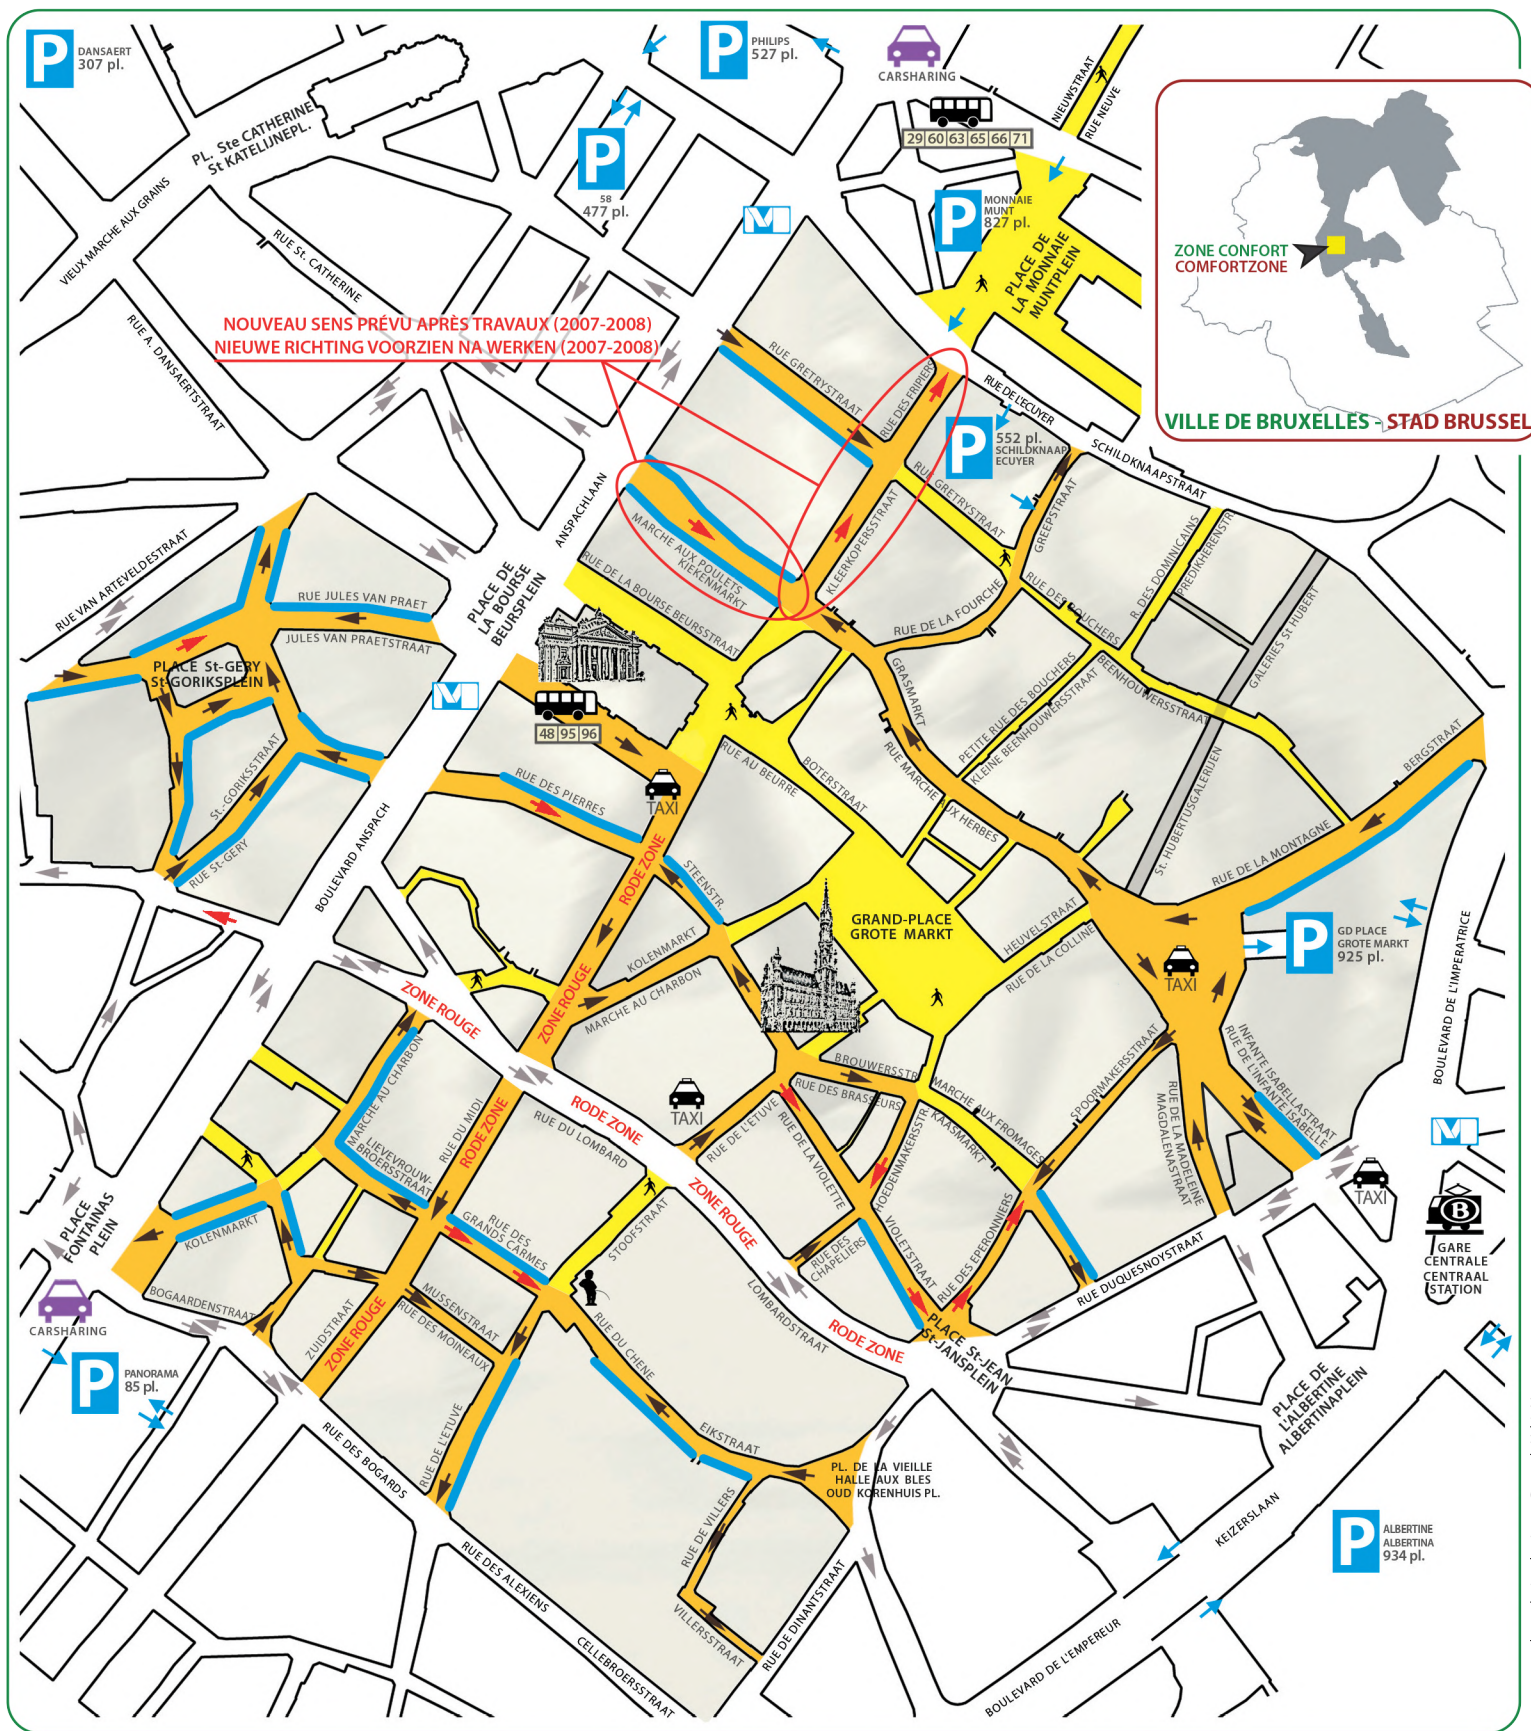 P DANSAERT
307 pl.
P PHILIPS
527 pl.
CARSHARING
29 60 63 65 66 71
NIEUWSTRAAT
RUE NEUVE
PL. Ste CATHERINE
St KATELIJNEPL.
P
58
477 pl.
M
P MONNAIE
MUNT
827 pl.
PLACE DE
LA MONNAIE
MUNTPLEIN
ZONE CONFORT
COMFORTZONE
VILLE DE BRUXELLES - STAD BRUSSEL
VIEUX MARCHE AUX GRAINS
RUE St. CATHERINE
RUE A. DANSAERTSTRAAT
NOUVEAU SENS PRÉVU APRÈS TRAVAUX (2007-2008)
NIEUWE RICHTING VOORZIEN NA WERKEN (2007-2008)
RUE GRETRYSTRAAT
RUE DES FRIPIERS
RUE DE L'ECUYER
SCHILDKNAAPSTRAAT
P 552 pl.
SCHILDKNAAP
ECUYER
RUE GRETRYSTRAAT
GREEPSTRAAT
KLEERKOPERSSTRAAT
ANSPACHLAAN
MARCHE AUX POULETS
KIEKENMARKT
RUE DE LA BOURSE BEURSSTRAAT
PLACE DE
LA BOURSE
BEURSPLEIN
RUE VAN ARTEVELDESTRAAT
RUE JULES VAN PRAET
JULES VAN PRAETSTRAAT
PLACE St-GERY
St-GORIKSPLEIN
M
48 95 96
TAXI
RUE DE LA FOURCHE
RUE DES BOUCHERS
BEENHOUWERSSTRAAT
R. DES DOMINICAINS
PREDIKHERENSTR.
GALERIES St HUBERT
St. HUBERTUSGALERIJEN
GRASMARKT
RUE MARCHE AUX HERBES
PETITE RUE DES BOUCHERS
KLEINE BEENHOUWERSSTRAAT
BERGSTRAAT
RUE DE LA MONTAGNE
RUE AU BEURRE
BOTERSTRAAT
RUE DES PIERRES
STEENSTR.
St.-GORIKSSTRAAT
RUE St-GERY
BOULEVARD ANSPACH
RODE ZONE
ZONE ROUGE
KOLENMARKT
MARCHE AU CHARBON
GRAND-PLACE
GROTE MARKT
HEUVELSTRAAT
RUE DE LA COLLINE
TAXI
P GD PLACE
GROTE MARKT
925 pl.
BOULEVARD DE L'IMPERATRICE
ZONE ROUGE
RODE ZONE
RUE DU LOMBARD
TAXI
BROUWERSSTR.
RUE DES BRASSEURS
MARCHE AUX FROMAGES
KAASMARKT
SPOORMAKERSSTRAAT
RUE DE LA MADELEINE
MAGDALENASTRAAT
INFANTE ISABELLASTRAAT
RUE DE L'INFANTE ISABELLE
M
TAXI
B
GARE
CENTRALE
CENTRAAL
STATION
MARCHE AU CHARBON
LIEVEVROUW-
BROERSSTRAAT
RUE DU MIDI
RODE ZONE
RUE DE L'ETUVE
RUE DE LA VIOLETTE
HOEDENMAKERSSTR.
VIOLETSTRAAT
RUE DES
CHAPELIERS
RUE DES EPERONNIERS
RUE DUQUESNOYSTRAAT
ZONE ROUGE
RODE ZONE
LOMBARDSTRAAT
PLACE St-JEAN
St-JANSPLEIN
PLACE
FONTAINAS
PLEIN
KOLENMARKT
BOGAARDENSTRAAT
ZUIDSTRAAT
ZONE ROUGE
RUE DES
GRANDS CARMES
STOOFSTRAAT
MUSSENSTRAAT
RUE DES MOINEAUX
RUE DU CHENE
EIKSTRAAT
RUE DE L'ETUVE
CARSHARING
P PANORAMA
85 pl.
RUE DES BOGARDS
RUE DES ALEXIENS
CELLEBROERSSTRAAT
PL. DE LA VIEILLE
HALLE AUX BLES
OUD KORENHUIS PL.
RUE DE VILLERS
VILLERSSTRAAT
RUE DE DINANTSTRAAT
PLACE DE
L'ALBERTINE
ALBERTINAPLEIN
KEIZERSLAAN
BOULEVARD DE L'EMPEREUR
P ALBERTINE
ALBERTINA
934 pl.